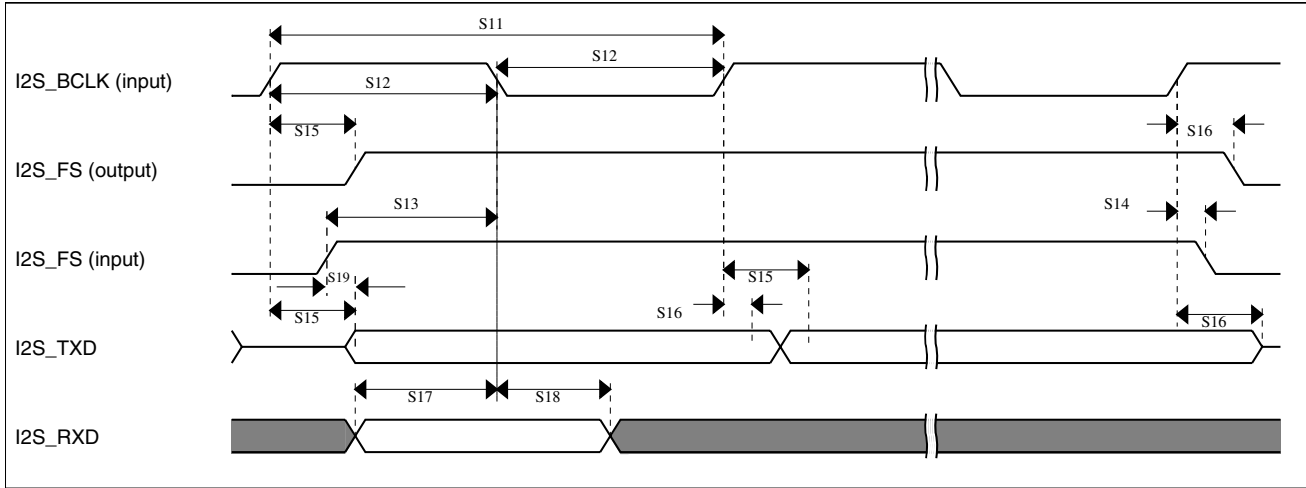 S11
I2S_BCLK (input)
S12
S12
S15
S16
I2S_FS (output)
S13
S14
I2S_FS (input)
S19
S15
S15
S16
S16
I2S_TXD
S17
S18
I2S_RXD